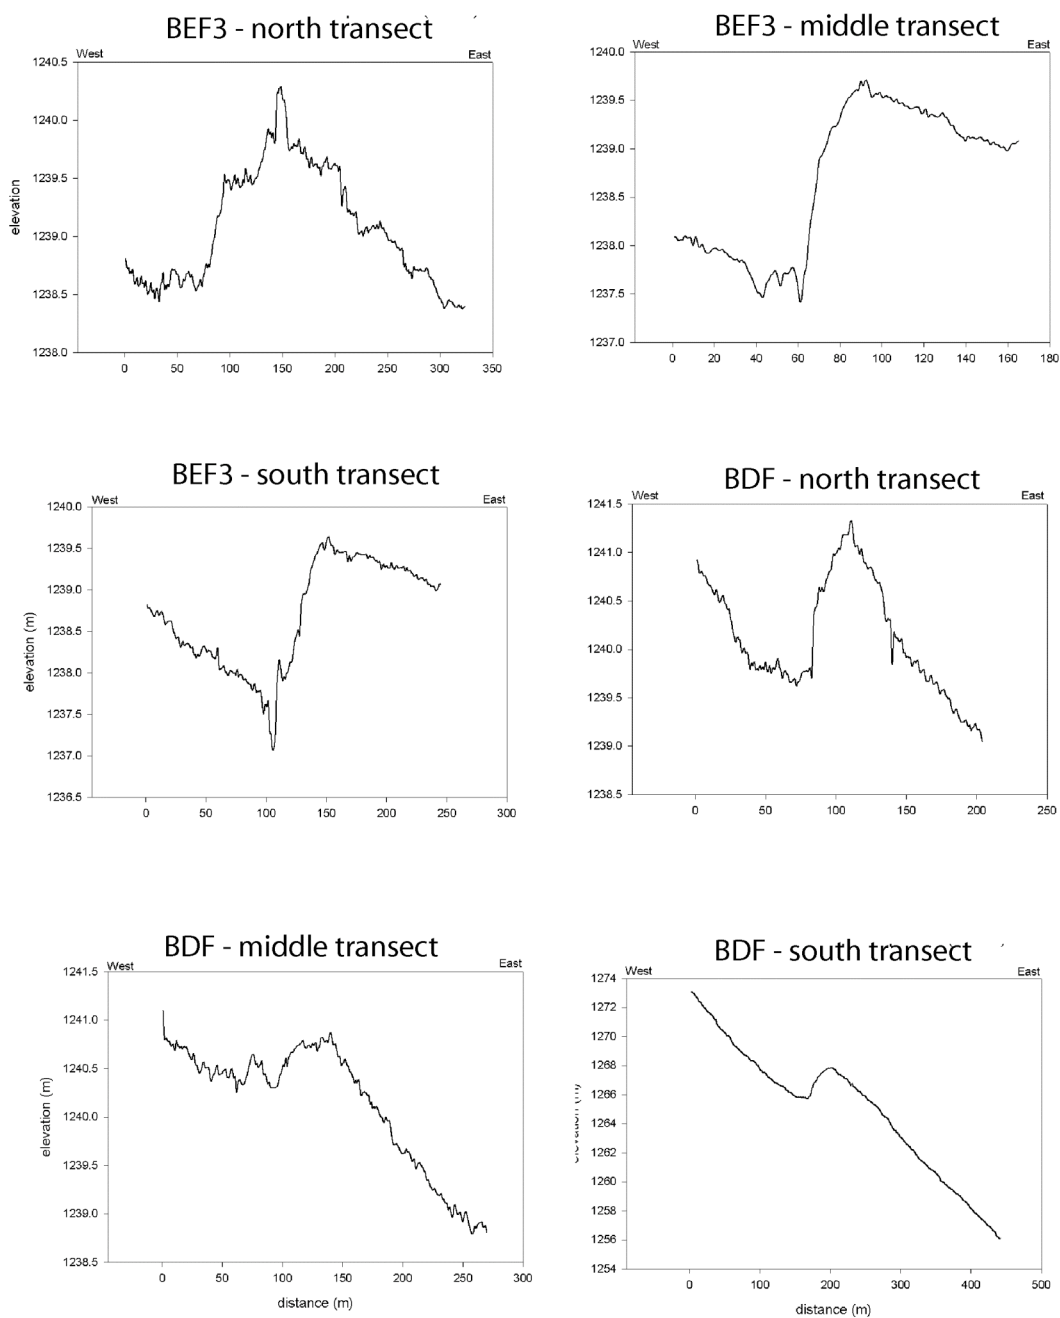 BEF3 - north transect
West East
1240.5
1240.0
1239.5
1239.0
1238.5
1238.0
elevation
0 50 100 150 200 250 300 350
BEF3 - middle transect
West East
1240.0
1239.5
1239.0
1238.5
1238.0
1237.5
1237.0
0 20 40 60 80 100 120 140 160 180
BEF3 - south transect
West East
1240.0
1239.5
1239.0
1238.5
1238.0
1237.5
1237.0
1236.5
elevation (m)
0 50 100 150 200 250 300
BDF - north transect
West East
1241.5
1241.0
1240.5
1240.0
1239.5
1239.0
1238.5
0 50 100 150 200 250
BDF - middle transect
West East
1241.5
1241.0
1240.5
1240.0
1239.5
1239.0
1238.5
elevation (m)
0 50 100 150 200 250 300
distance (m)
BDF - south transect
West East
1274
1272
1270
1268
1266
1264
1262
1260
1258
1256
1254
elevation (m)
0 100 200 300 400 500
distance (m)